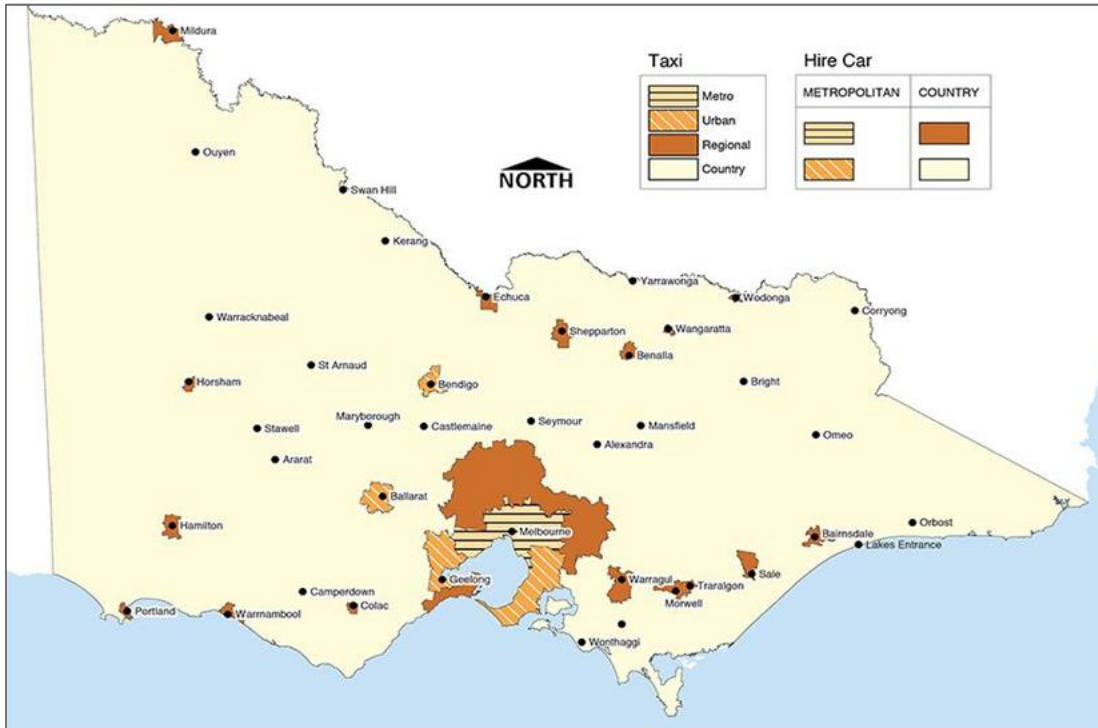 Mildura
Taxi
Hire Car
METROPOLITAN COUNTRY
Metro
Urban
Regional
Country
Ouyen
NORTH
Swan Hill
Kerang
Yarrawonga
Echuca
Wodonga
Corryong
Warracknabeal
Shepparton
Wangaratta
Benalla
St Arnaud
Horsham
Bendigo
Bright
Maryborough
Castlemaine
Seymour
Mansfield
Stawell
Omeo
Alexandra
Ararat
Ballarat
Hamilton
Melbourne
Orbost
Bairnsdale
Lakes Entrance
Geelong
Warragul
Sale
Traralgon
Camperdown
Morwell
Colac
Portland
Warrnambool
Wonthaggi